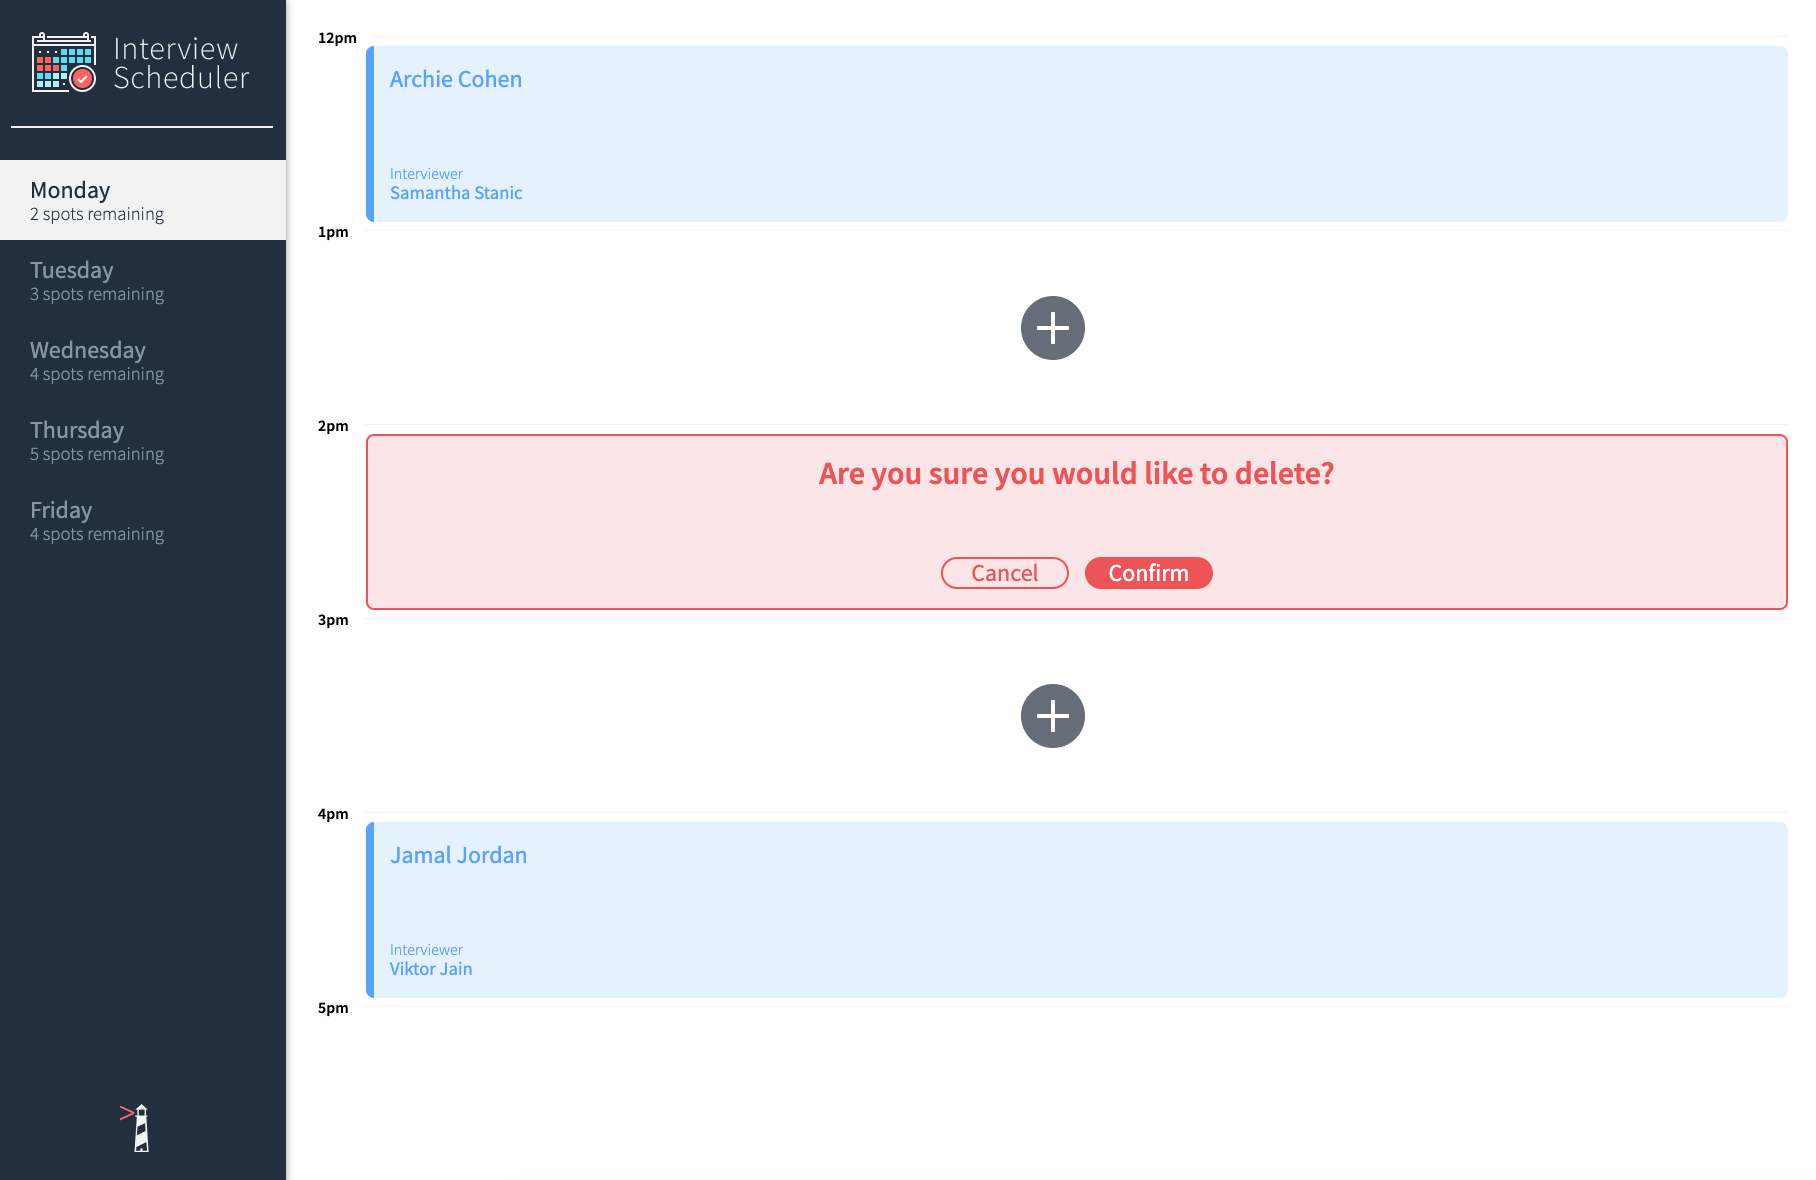 Interview
Scheduler
Monday
2 spots remaining
Tuesday
3 spots remaining
Wednesday
4 spots remaining
Thursday
5 spots remaining
Friday
4 spots remaining
12pm
Archie Cohen
Interviewer
Samantha Stanic
1pm
2pm
Are you sure you would like to delete?
Cancel Confirm
3pm
4pm
Jamal Jordan
Interviewer
Viktor Jain
5pm